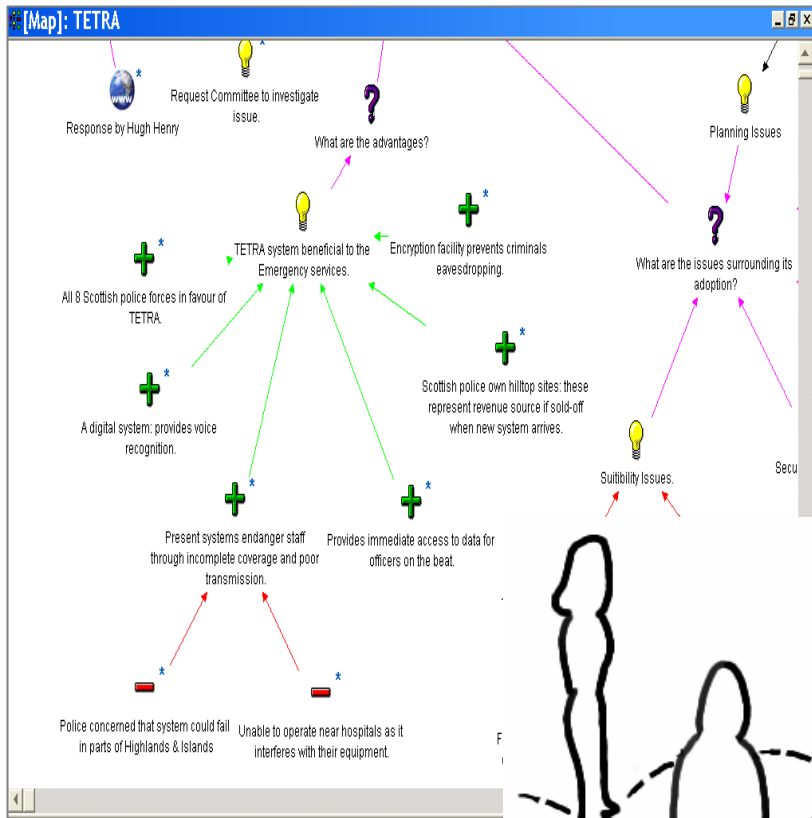 [Map]: TETRA
www
Response by Hugh Henry
Request Committee to investigate
issue.
What are the advantages?
Planning Issues
TETRA system beneficial to the
Emergency services.
Encryption facility prevents criminals
eavesdropping.
What are the issues surrounding its
adoption?
All 8 Scottish police forces in favour of
TETRA.
Scottish police own hilltop sites: these
represent revenue source if sold-off
when new system arrives.
A digital system: provides voice
recognition.
Suitibility Issues.
Secu
Present systems endanger staff
through incomplete coverage and poor
transmission.
Provides immediate access to data for
officers on the beat.
Police concerned that system could fail
in parts of Highlands & Islands
Unable to operate near hospitals as it
interferes with their equipment.